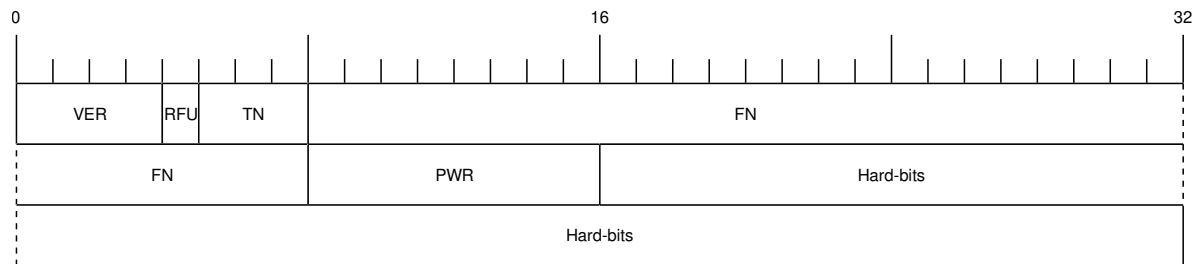 0 16 32
VER RFU TN FN
FN PWR Hard-bits
Hard-bits